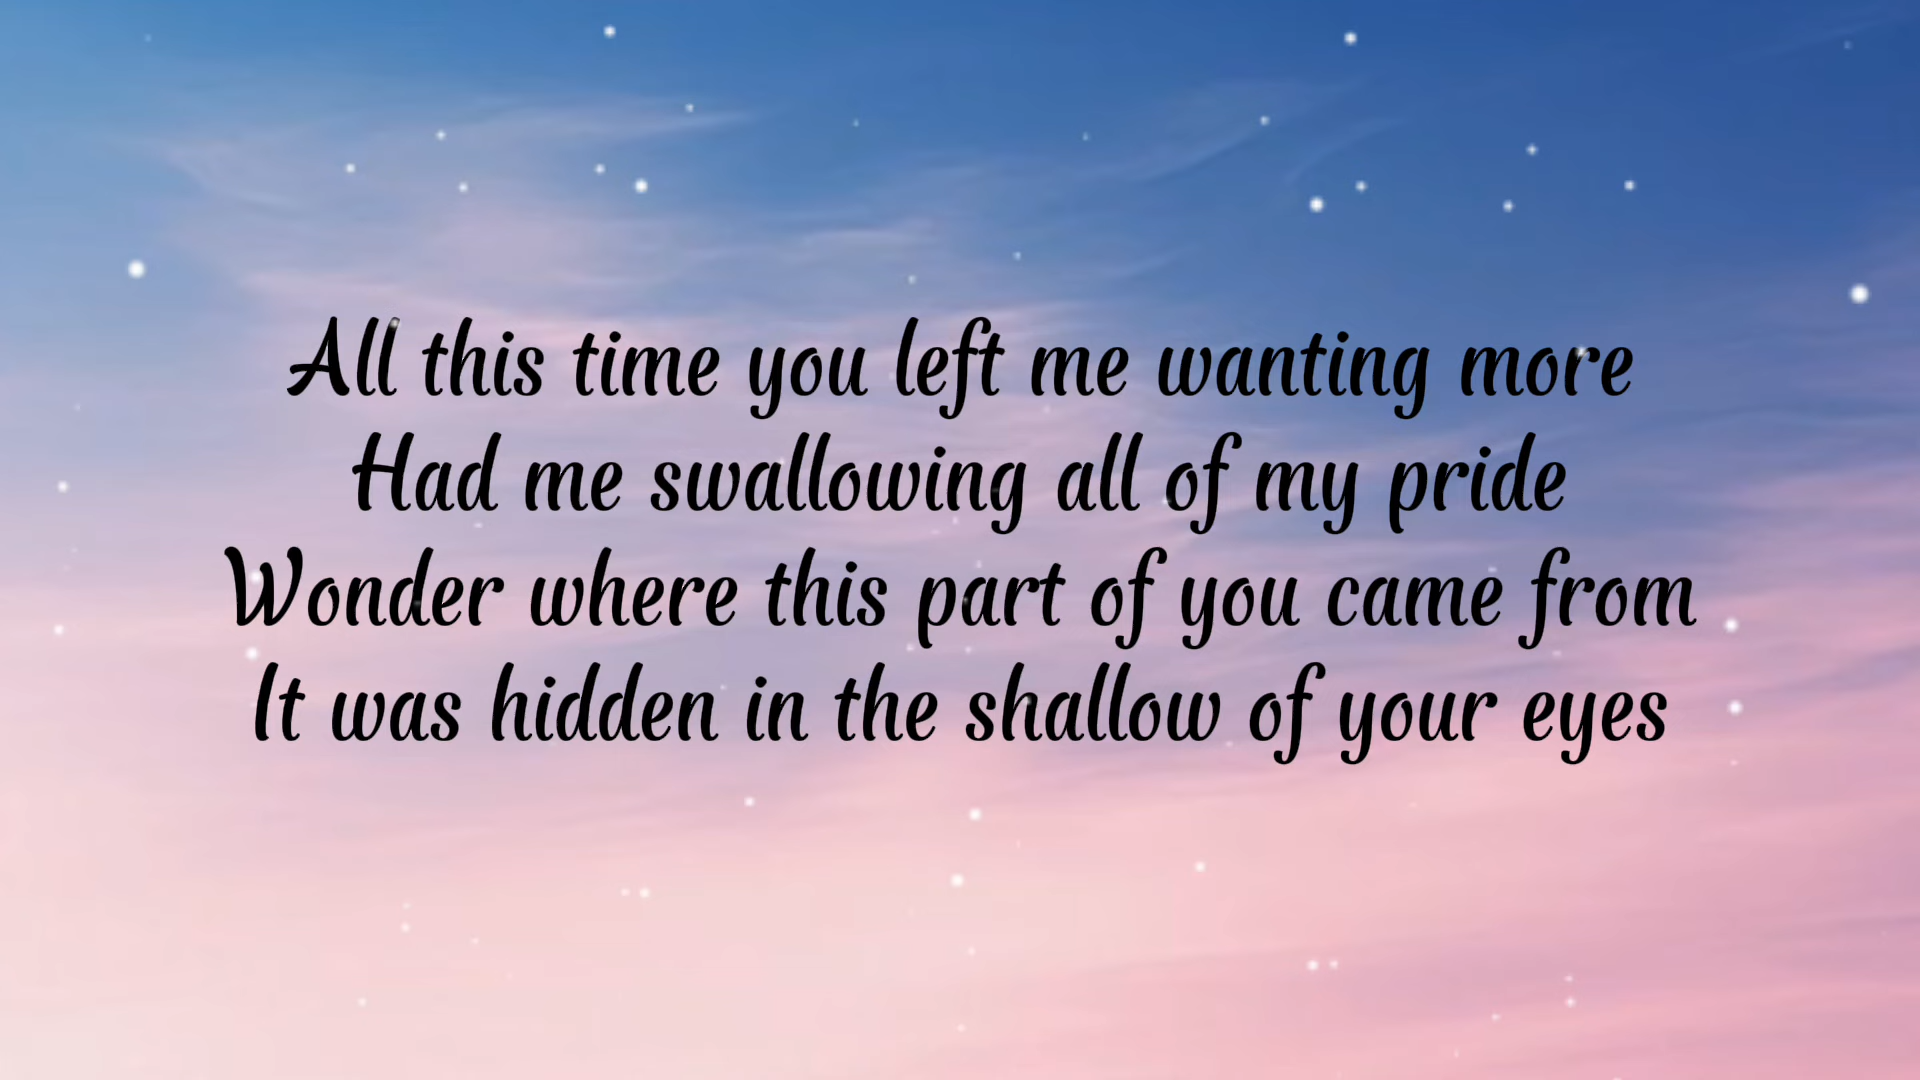 All this time you left me wanting more
Had me swallowing all of my pride
Wonder where this part of you came from
It was hidden in the shallow of your eyes